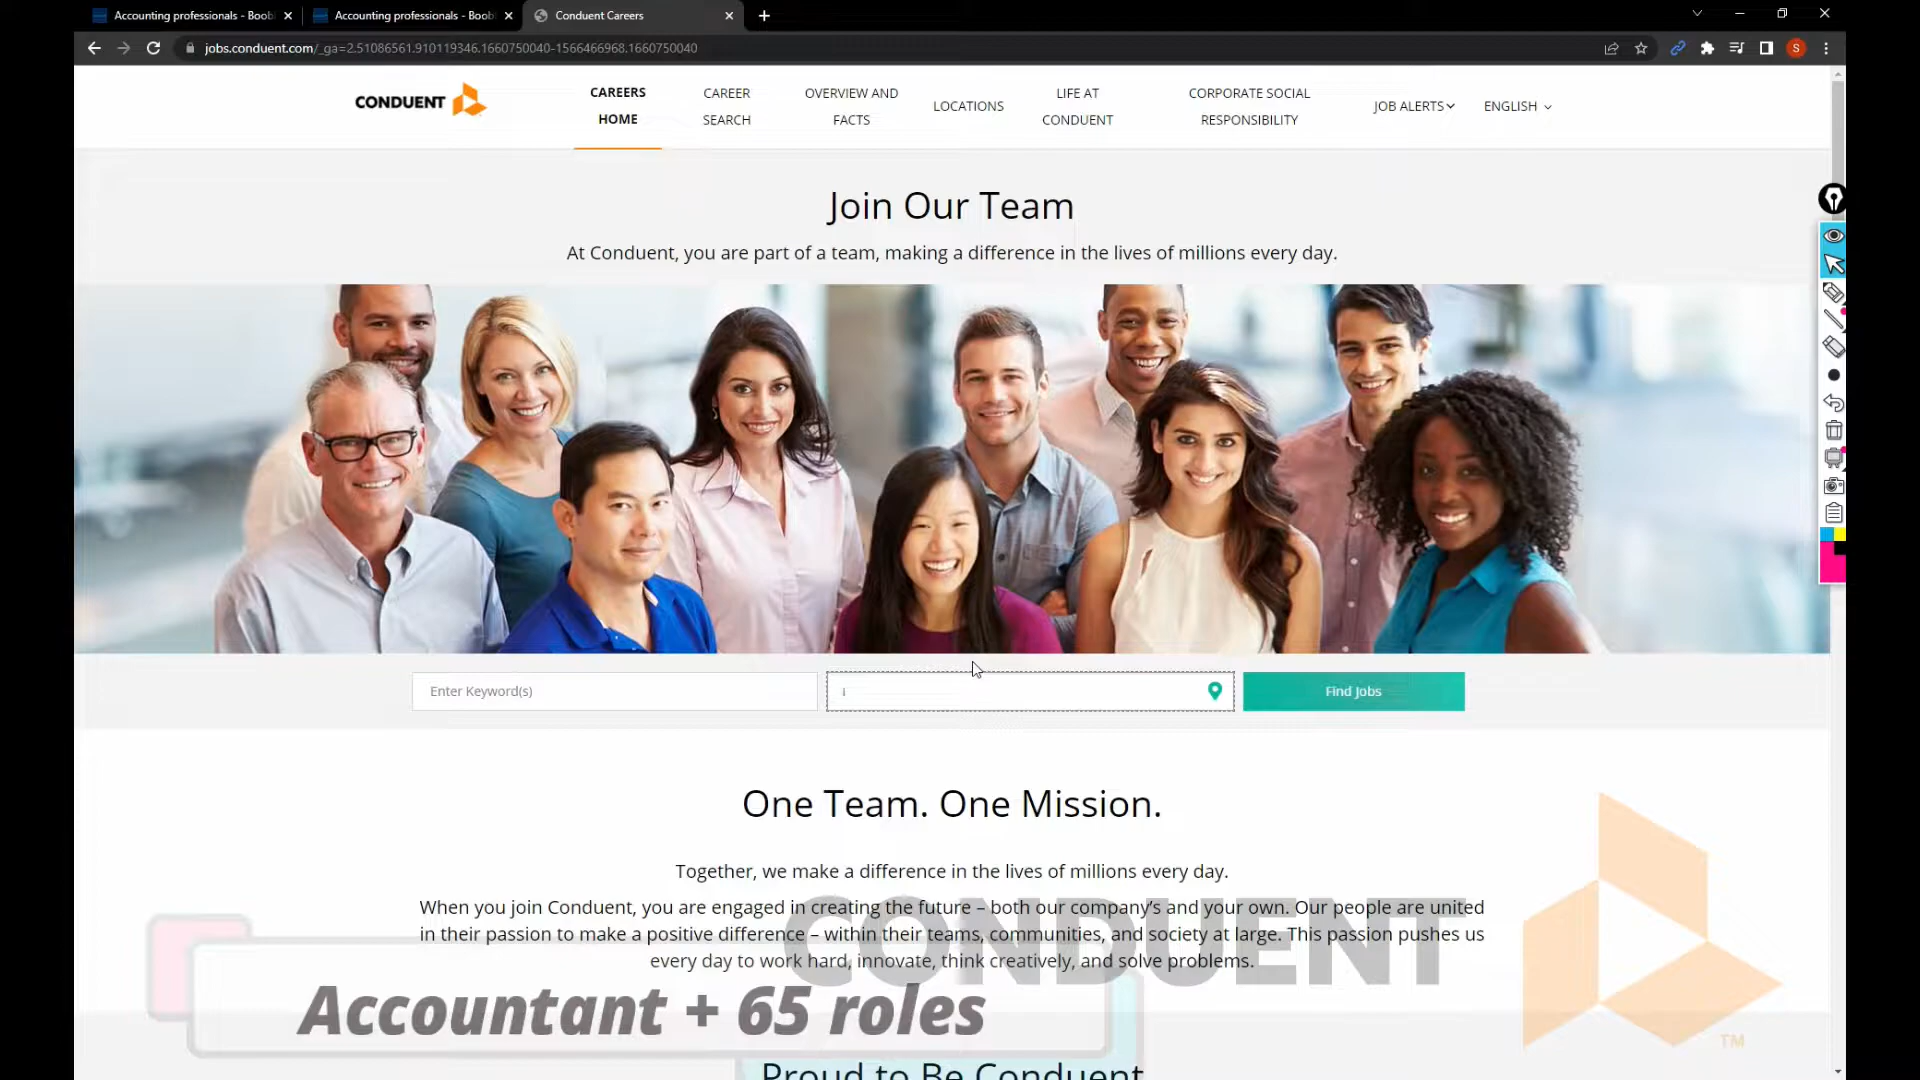 Accounting professionals - Boob
Accounting professionals - Boob
Conduent Careers
jobs.conduent.com/_ga=2.51086561.910119346.1660750040-1566466968.1660750040
S
CONDUENT
CAREERS
HOME
CAREER
SEARCH
OVERVIEW AND
FACTS
LOCATIONS
LIFE AT
CONDUENT
CORPORATE SOCIAL
RESPONSIBILITY
JOB ALERTS
ENGLISH
Join Our Team
At Conduent, you are part of a team, making a difference in the lives of millions every day.
Enter Keyword(s)
i
Find Jobs
One Team. One Mission.
Together, we make a difference in the lives of millions every day.
When you join Conduent, you are engaged in creating the future – both our company's and your own. Our people are united
in their passion to make a positive difference – within their teams, communities, and society at large. This passion pushes us
every day to work hard, innovate, think creatively, and solve problems.
CONDUENT
TM
Accountant + 65 roles
Proud to Be Conduent